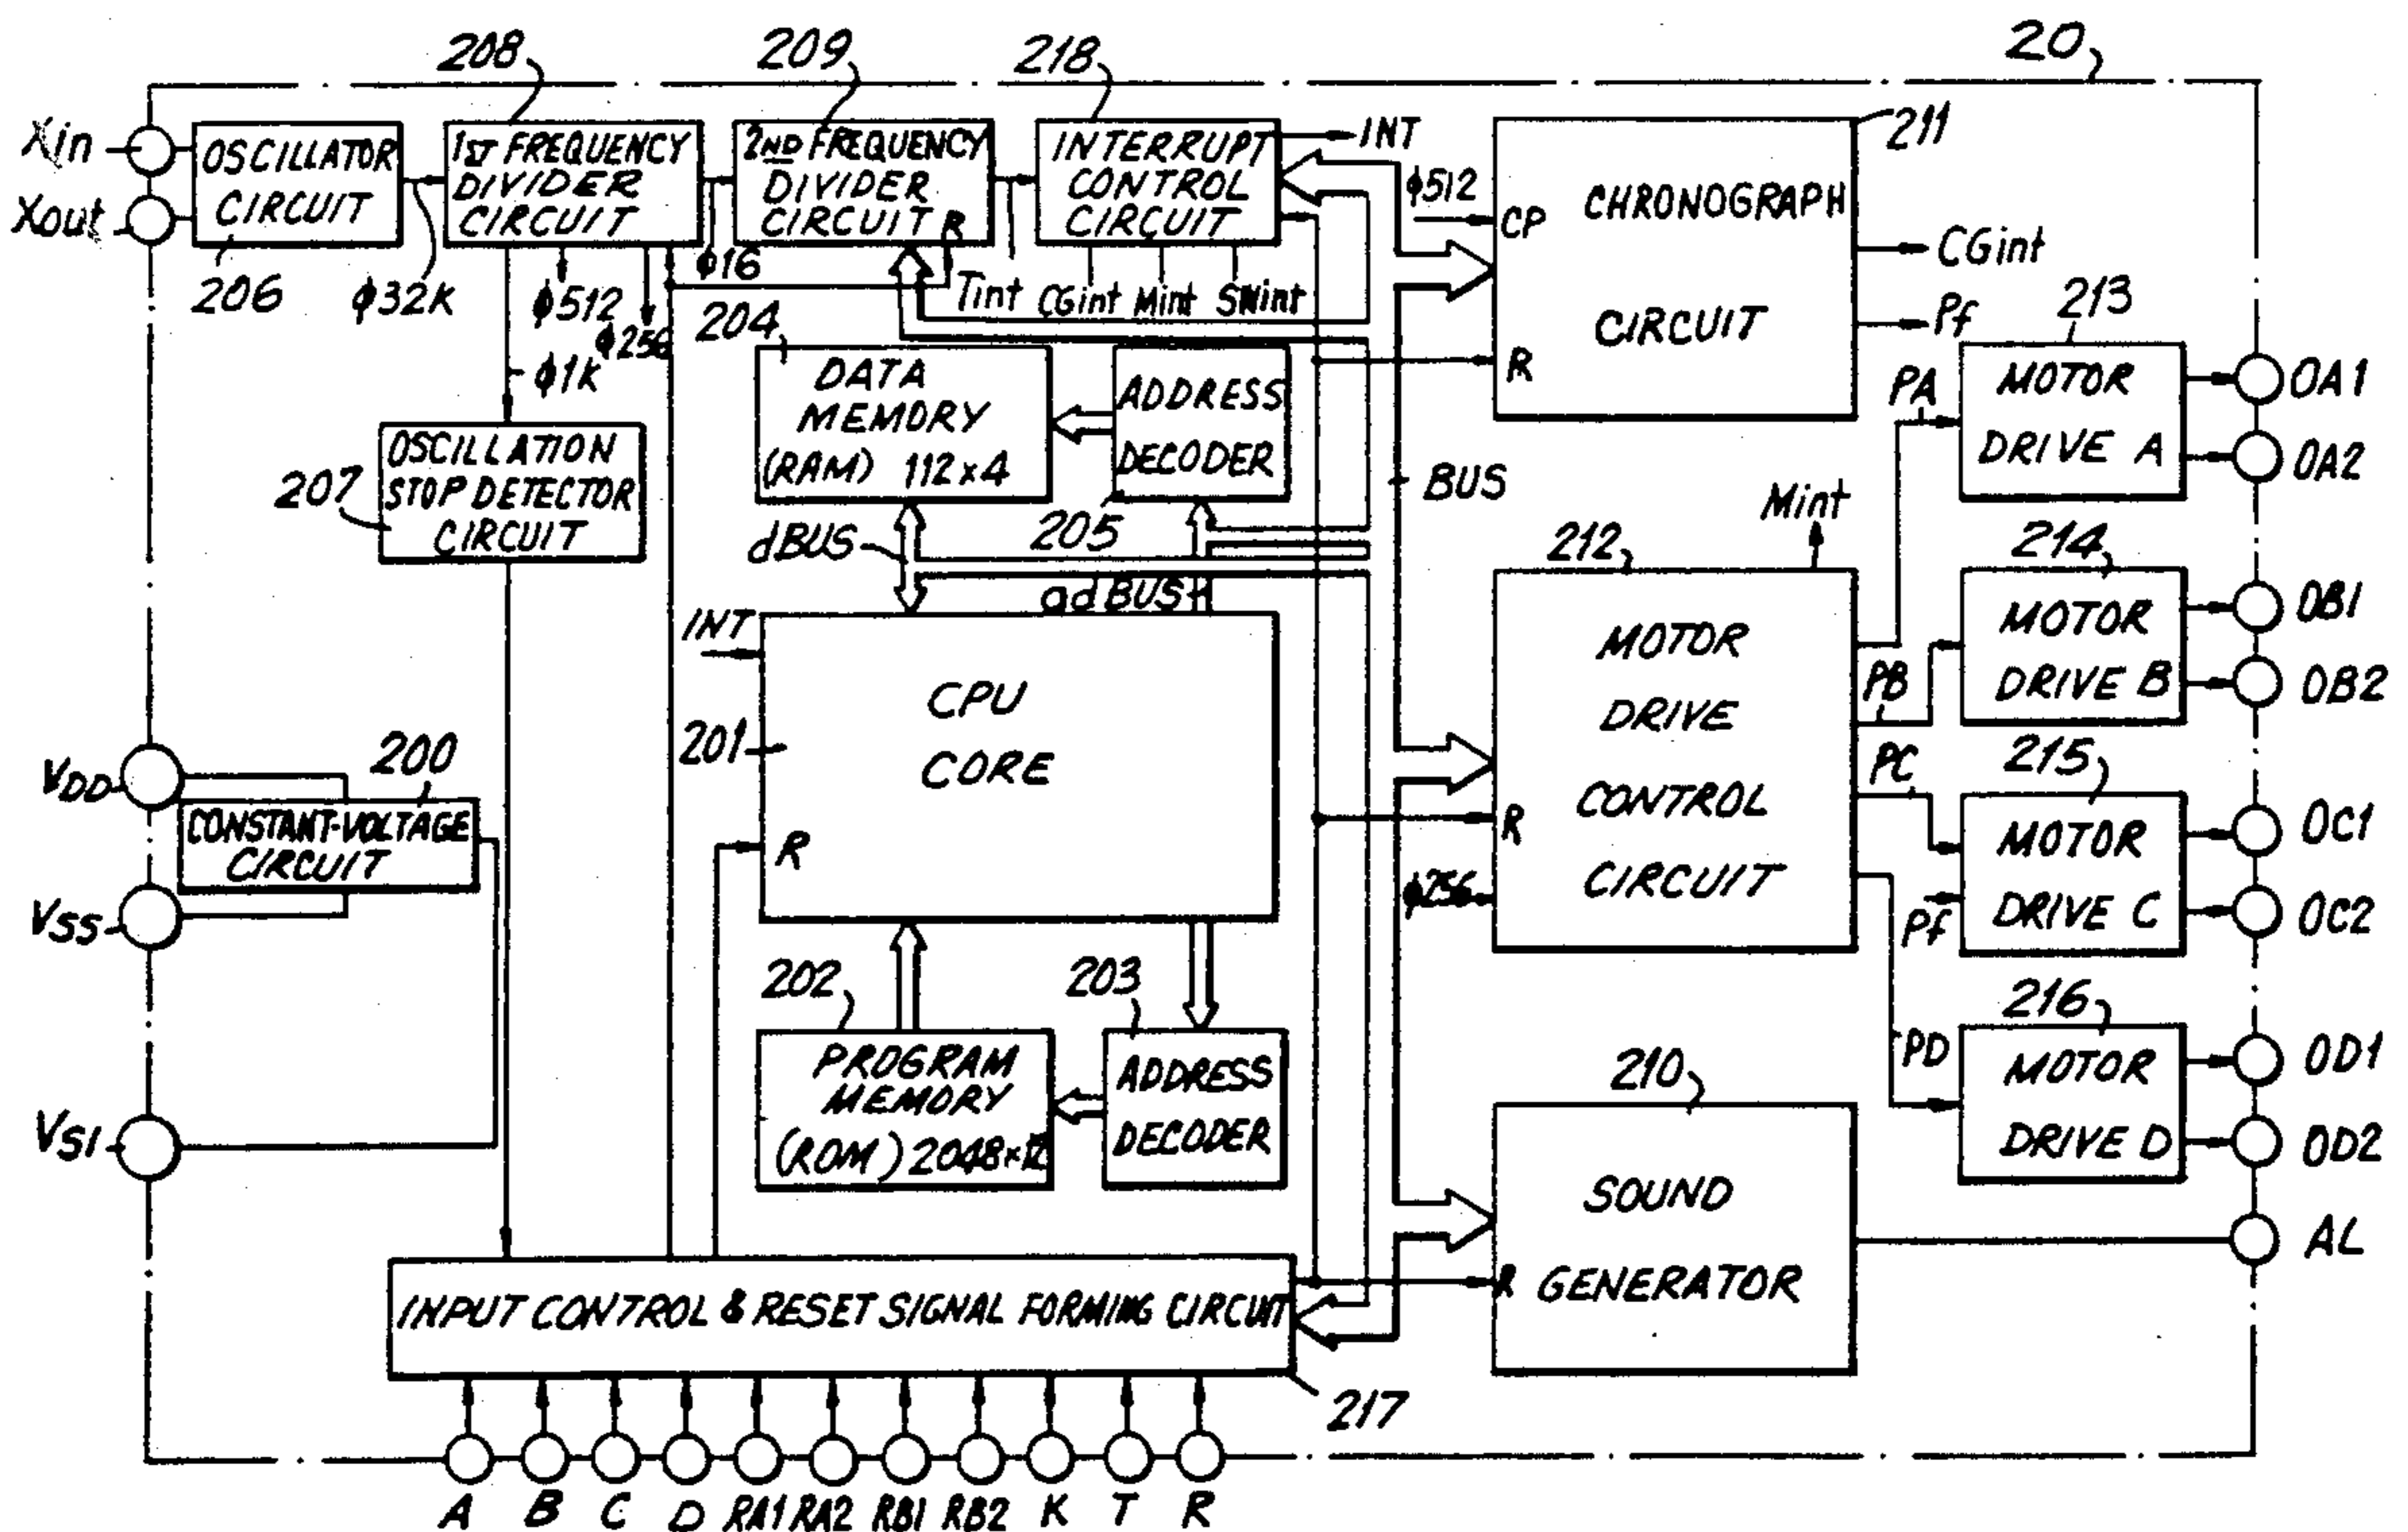 20
208
209
218
211
Xin
Xout
OSCILLATOR
CIRCUIT
206
ϕ32K
1ST FREQUENCY
DIVIDER
CIRCUIT
ϕ512
ϕ256
ϕ1K
ϕ16
2ND FREQUENCY
DIVIDER
CIRCUIT R
Tint
INTERRUPT
CONTROL
CIRCUIT
INT
CGint Mint SWint
ϕ512
CP
CHRONOGRAPH
CIRCUIT
R
CGint
Pf
204
DATA
MEMORY
(RAM) 112x4
ADDRESS
DECODER
205
dBUS
adBUS
BUS
207
OSCILLATION
STOP DETECTOR
CIRCUIT
INT
201
CPU
CORE
R
VDD
200
CONSTANT-VOLTAGE
CIRCUIT
VSS
VS1
202
PROGRAM
MEMORY
(ROM) 2048x12
203
ADDRESS
DECODER
212
Mint
MOTOR
DRIVE
CONTROL
CIRCUIT
R
ϕ256
PA
PB
PC
PD
Pf
213
MOTOR
DRIVE A
OA1
OA2
214
MOTOR
DRIVE B
OB1
OB2
215
MOTOR
DRIVE C
OC1
OC2
216
MOTOR
DRIVE D
OD1
OD2
210
SOUND
R GENERATOR
AL
INPUT CONTROL & RESET SIGNAL FORMING CIRCUIT
217
A B C D RA1 RA2 RB1 RB2 K T R